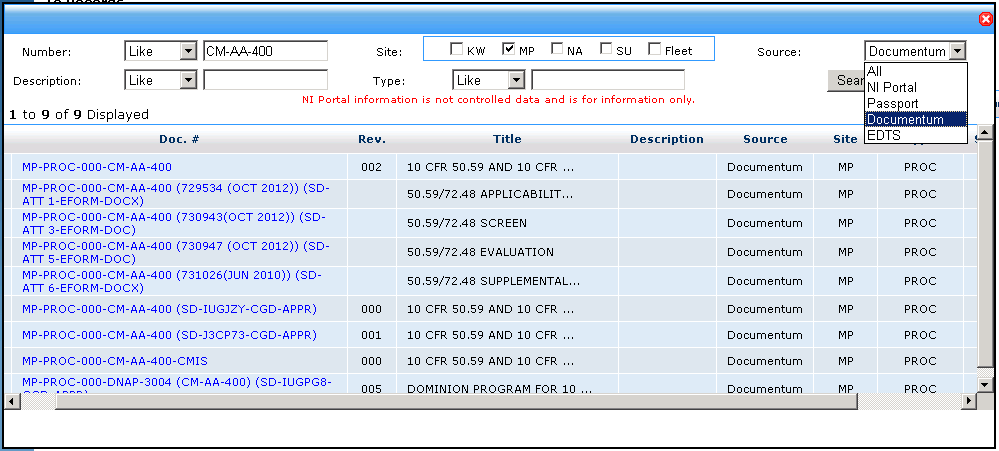 Number: Like CM-AA-400 Site: KW MP NA SU Fleet Source: Documentum
All
NI Portal
Passport
Documentum
EDTS
Description: Like Type: Like Sear
NI Portal information is not controlled data and is for information only.
1 to 9 of 9 Displayed
Doc. # Rev. Title Description Source Site
MP-PROC-000-CM-AA-400 002 10 CFR 50.59 AND 10 CFR ... Documentum MP PROC
MP-PROC-000-CM-AA-400 (729534 (OCT 2012)) (SD-
ATT 1-EFORM-DOCX) 50.59/72.48 APPLICABILIT... Documentum MP PROC
MP-PROC-000-CM-AA-400 (730943(OCT 2012)) (SD-
ATT 3-EFORM-DOC) 50.59/72.48 SCREEN Documentum MP PROC
MP-PROC-000-CM-AA-400 (730947 (OCT 2012)) (SD-
ATT 5-EFORM-DOC) 50.59/72.48 EVALUATION Documentum MP PROC
MP-PROC-000-CM-AA-400 (731026(JUN 2010)) (SD-
ATT 6-EFORM-DOCX) 50.59/72.48 SUPPLEMENTAL... Documentum MP PROC
MP-PROC-000-CM-AA-400 (SD-IUGJZY-CGD-APPR) 000 10 CFR 50.59 AND 10 CFR ... Documentum MP PROC
MP-PROC-000-CM-AA-400 (SD-J3CP73-CGD-APPR) 001 10 CFR 50.59 AND 10 CFR ... Documentum MP PROC
MP-PROC-000-CM-AA-400-CMIS 000 10 CFR 50.59 AND 10 CFR ... Documentum MP PROC
MP-PROC-000-DNAP-3004 (CM-AA-400) (SD-IUGPG8-
005 DOMINION PROGRAM FOR 10 ... Documentum MP PROC